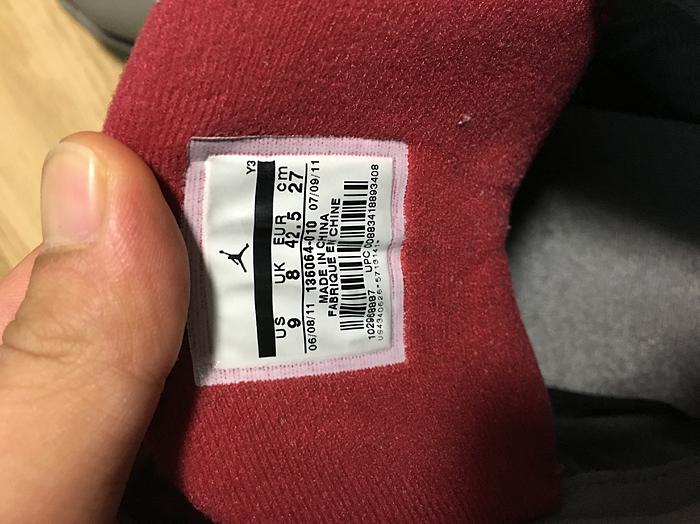 Y3
US UK EUR cm
9 8 42.5 27
06/08/11 136064-010 07/09/11
MADE IN CHINA
FABRIQUE EN CHINE
102968887 UPC 00883418893408